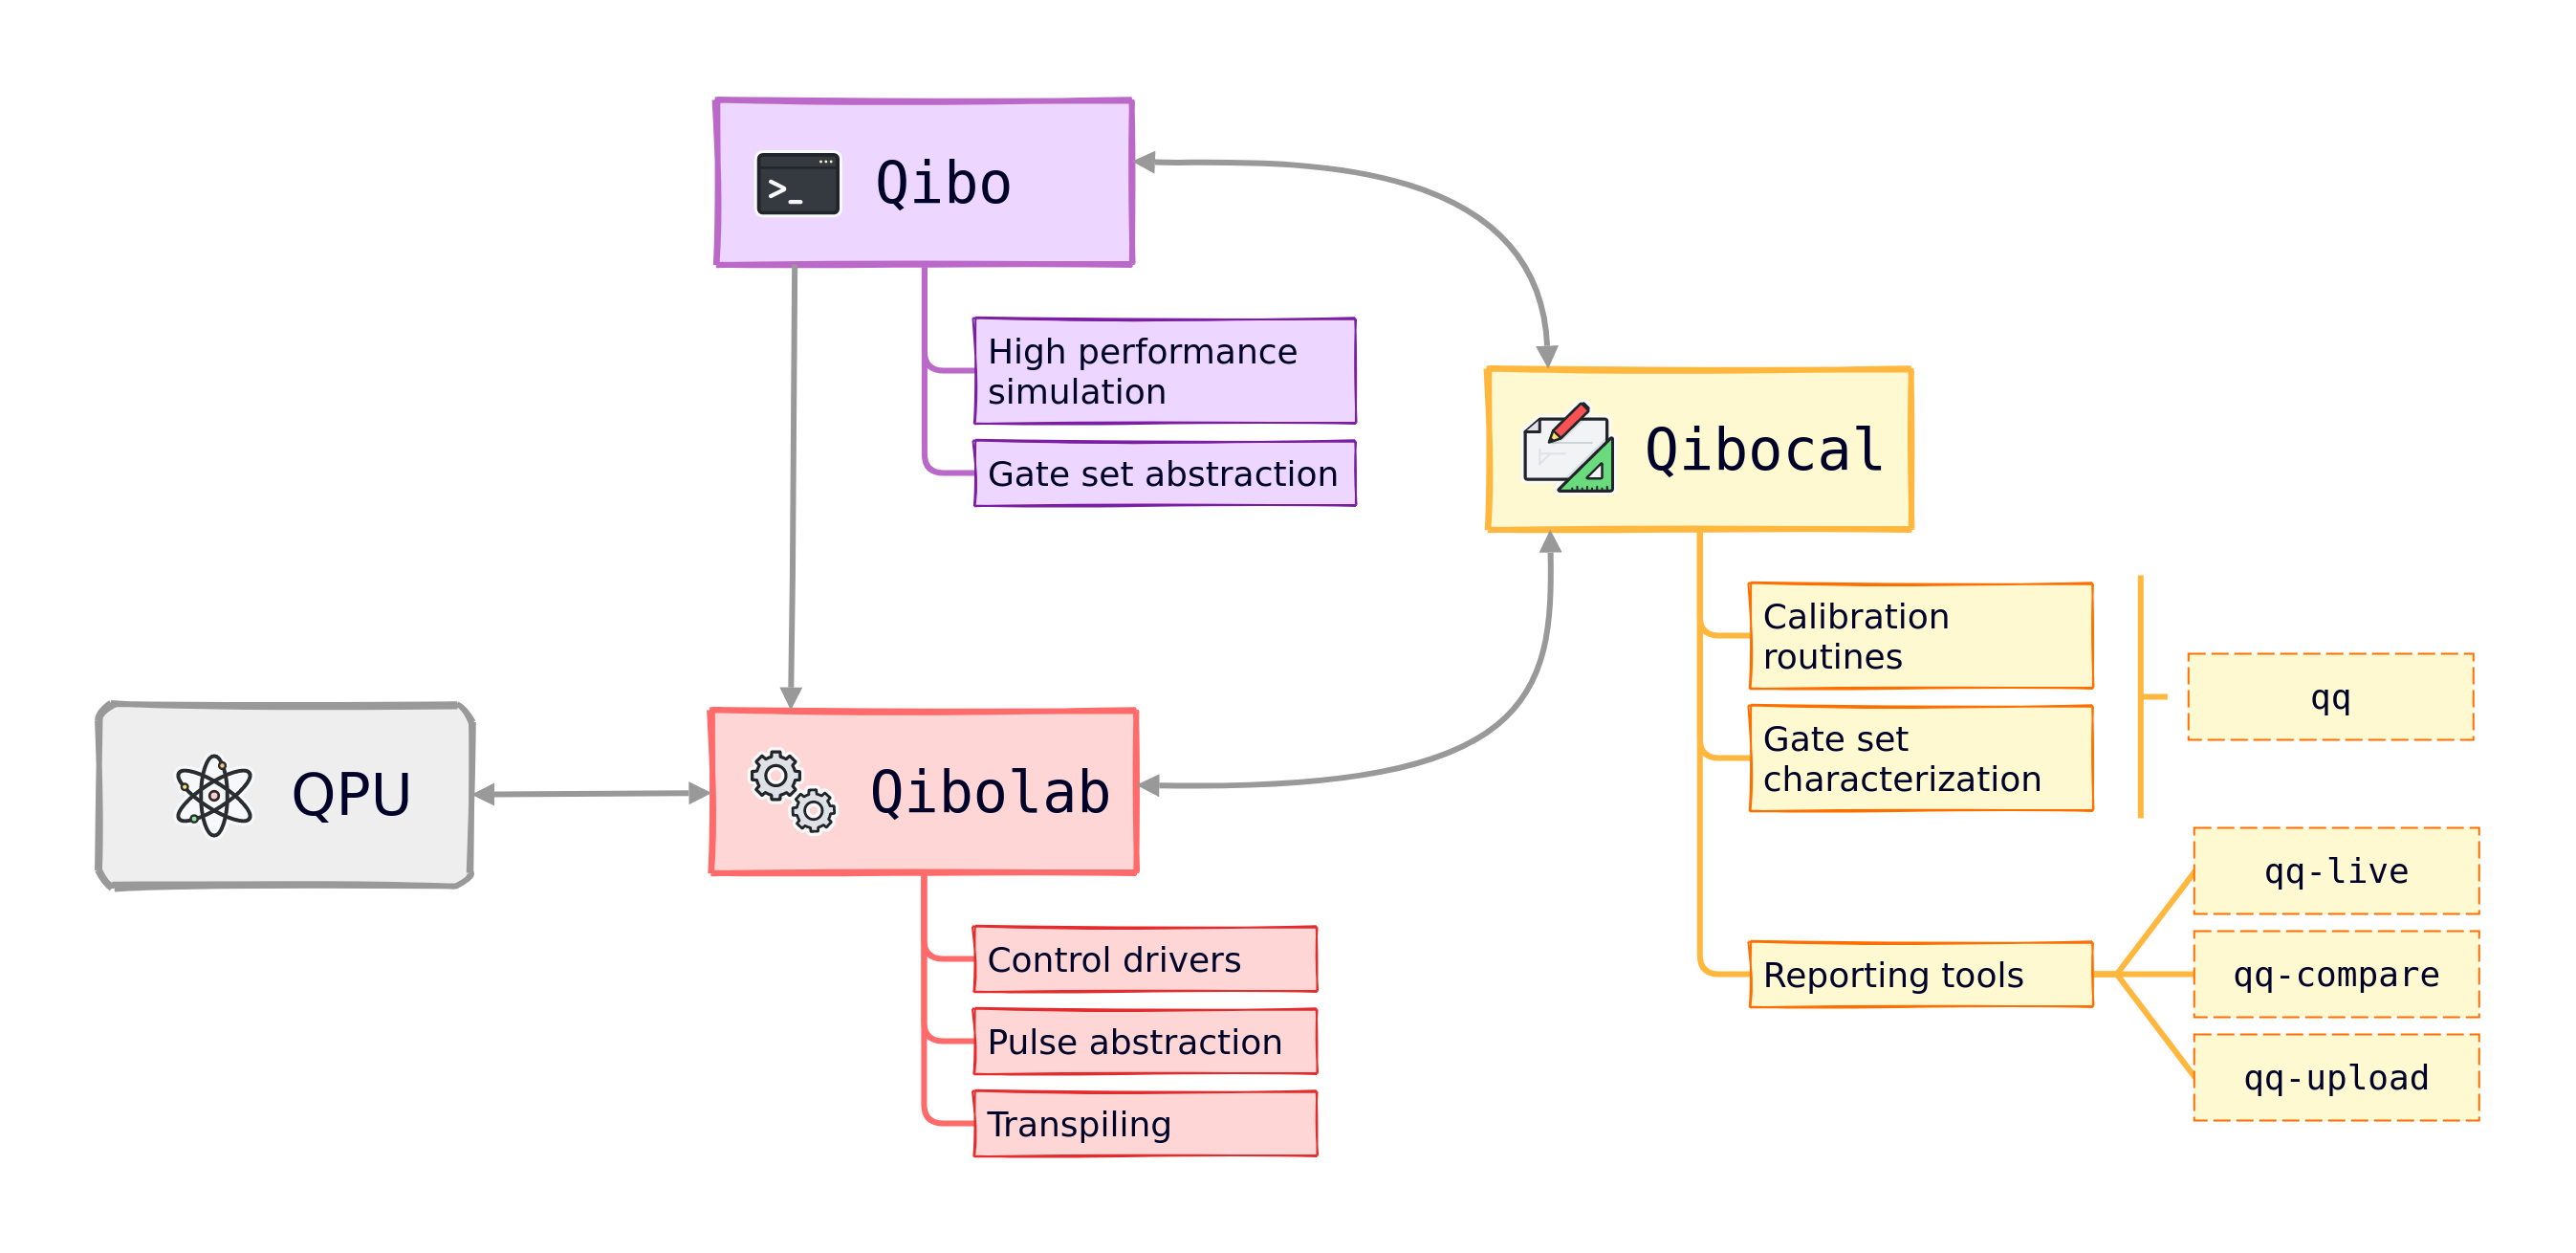 >_ Qibo
High performance
simulation
Gate set abstraction
Qibocal
Calibration
routines
Gate set
characterization
qq
Reporting tools
qq-live
qq-compare
qq-upload
QPU
Qibolab
Control drivers
Pulse abstraction
Transpiling